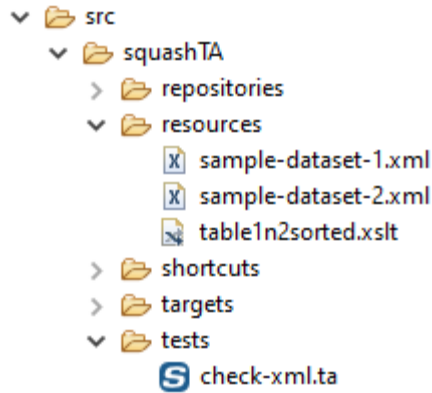 src
squashTA
repositories
resources
sample-dataset-1.xml
sample-dataset-2.xml
table1n2sorted.xslt
shortcuts
targets
tests
check-xml.ta